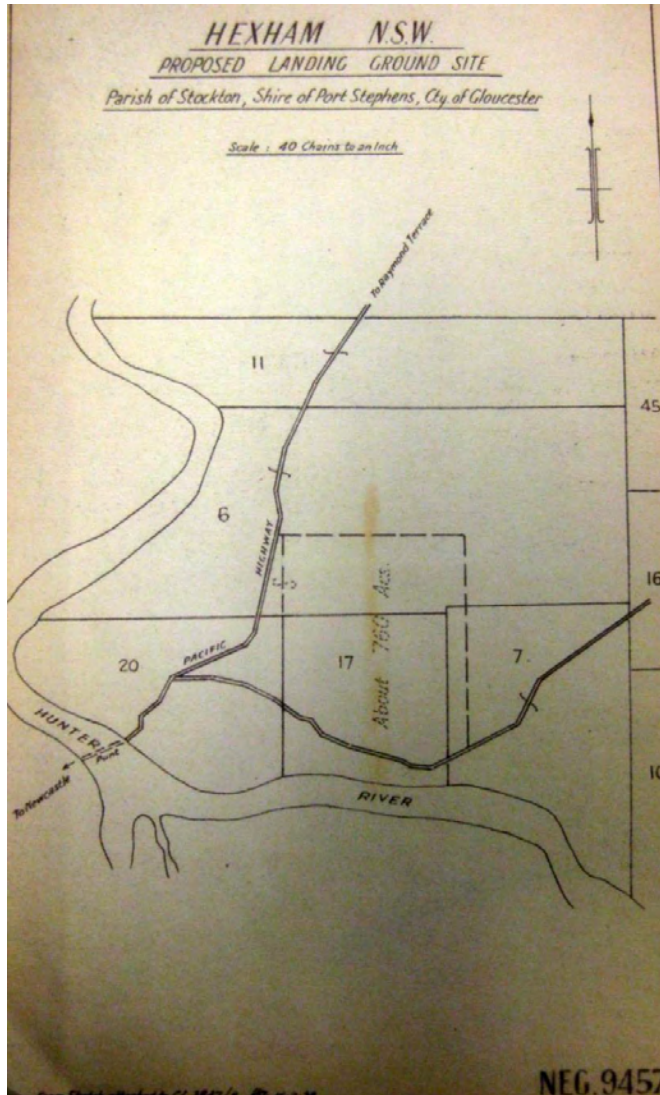 HEXHAM N.S.W.
PROPOSED LANDING GROUND SITE
Parish of Stockton, Shire of Port Stephens, Cty. of Gloucester
Scale : 40 Chains to an Inch
To Raymond Terrace
11
45
6
HIGHWAY
About 760 Acs.
16
PACIFIC
20
17
7
HUNTER
Punt
To Newcastle
RIVER
10
NEG. 9457